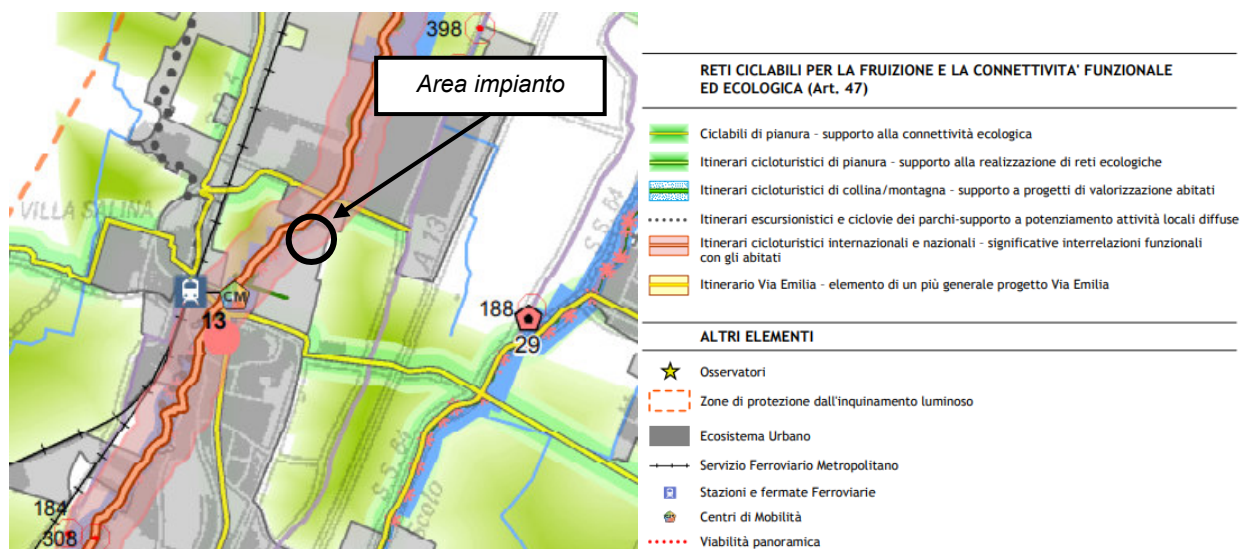 398
Area impianto
VILLA SALINA
A 13
S.S. 64
CM
13
188
29
S.S. 64
184
308
RETI CICLABILI PER LA FRUIZIONE E LA CONNETTIVITA' FUNZIONALE
ED ECOLOGICA (Art. 47)
Ciclabili di pianura - supporto alla connettività ecologica
Itinerari cicloturistici di pianura - supporto alla realizzazione di reti ecologiche
Itinerari cicloturistici di collina/montagna - supporto a progetti di valorizzazione abitati
Itinerari escursionistici e ciclovie dei parchi-supporto a potenziamento attività locali diffuse
Itinerari cicloturistici internazionali e nazionali - significative interrelazioni funzionali
con gli abitati
Itinerario Via Emilia - elemento di un più generale progetto Via Emilia
ALTRI ELEMENTI
Osservatori
Zone di protezione dall'inquinamento luminoso
Ecosistema Urbano
Servizio Ferroviario Metropolitano
Stazioni e fermate Ferroviarie
Centri di Mobilità
Viabilità panoramica